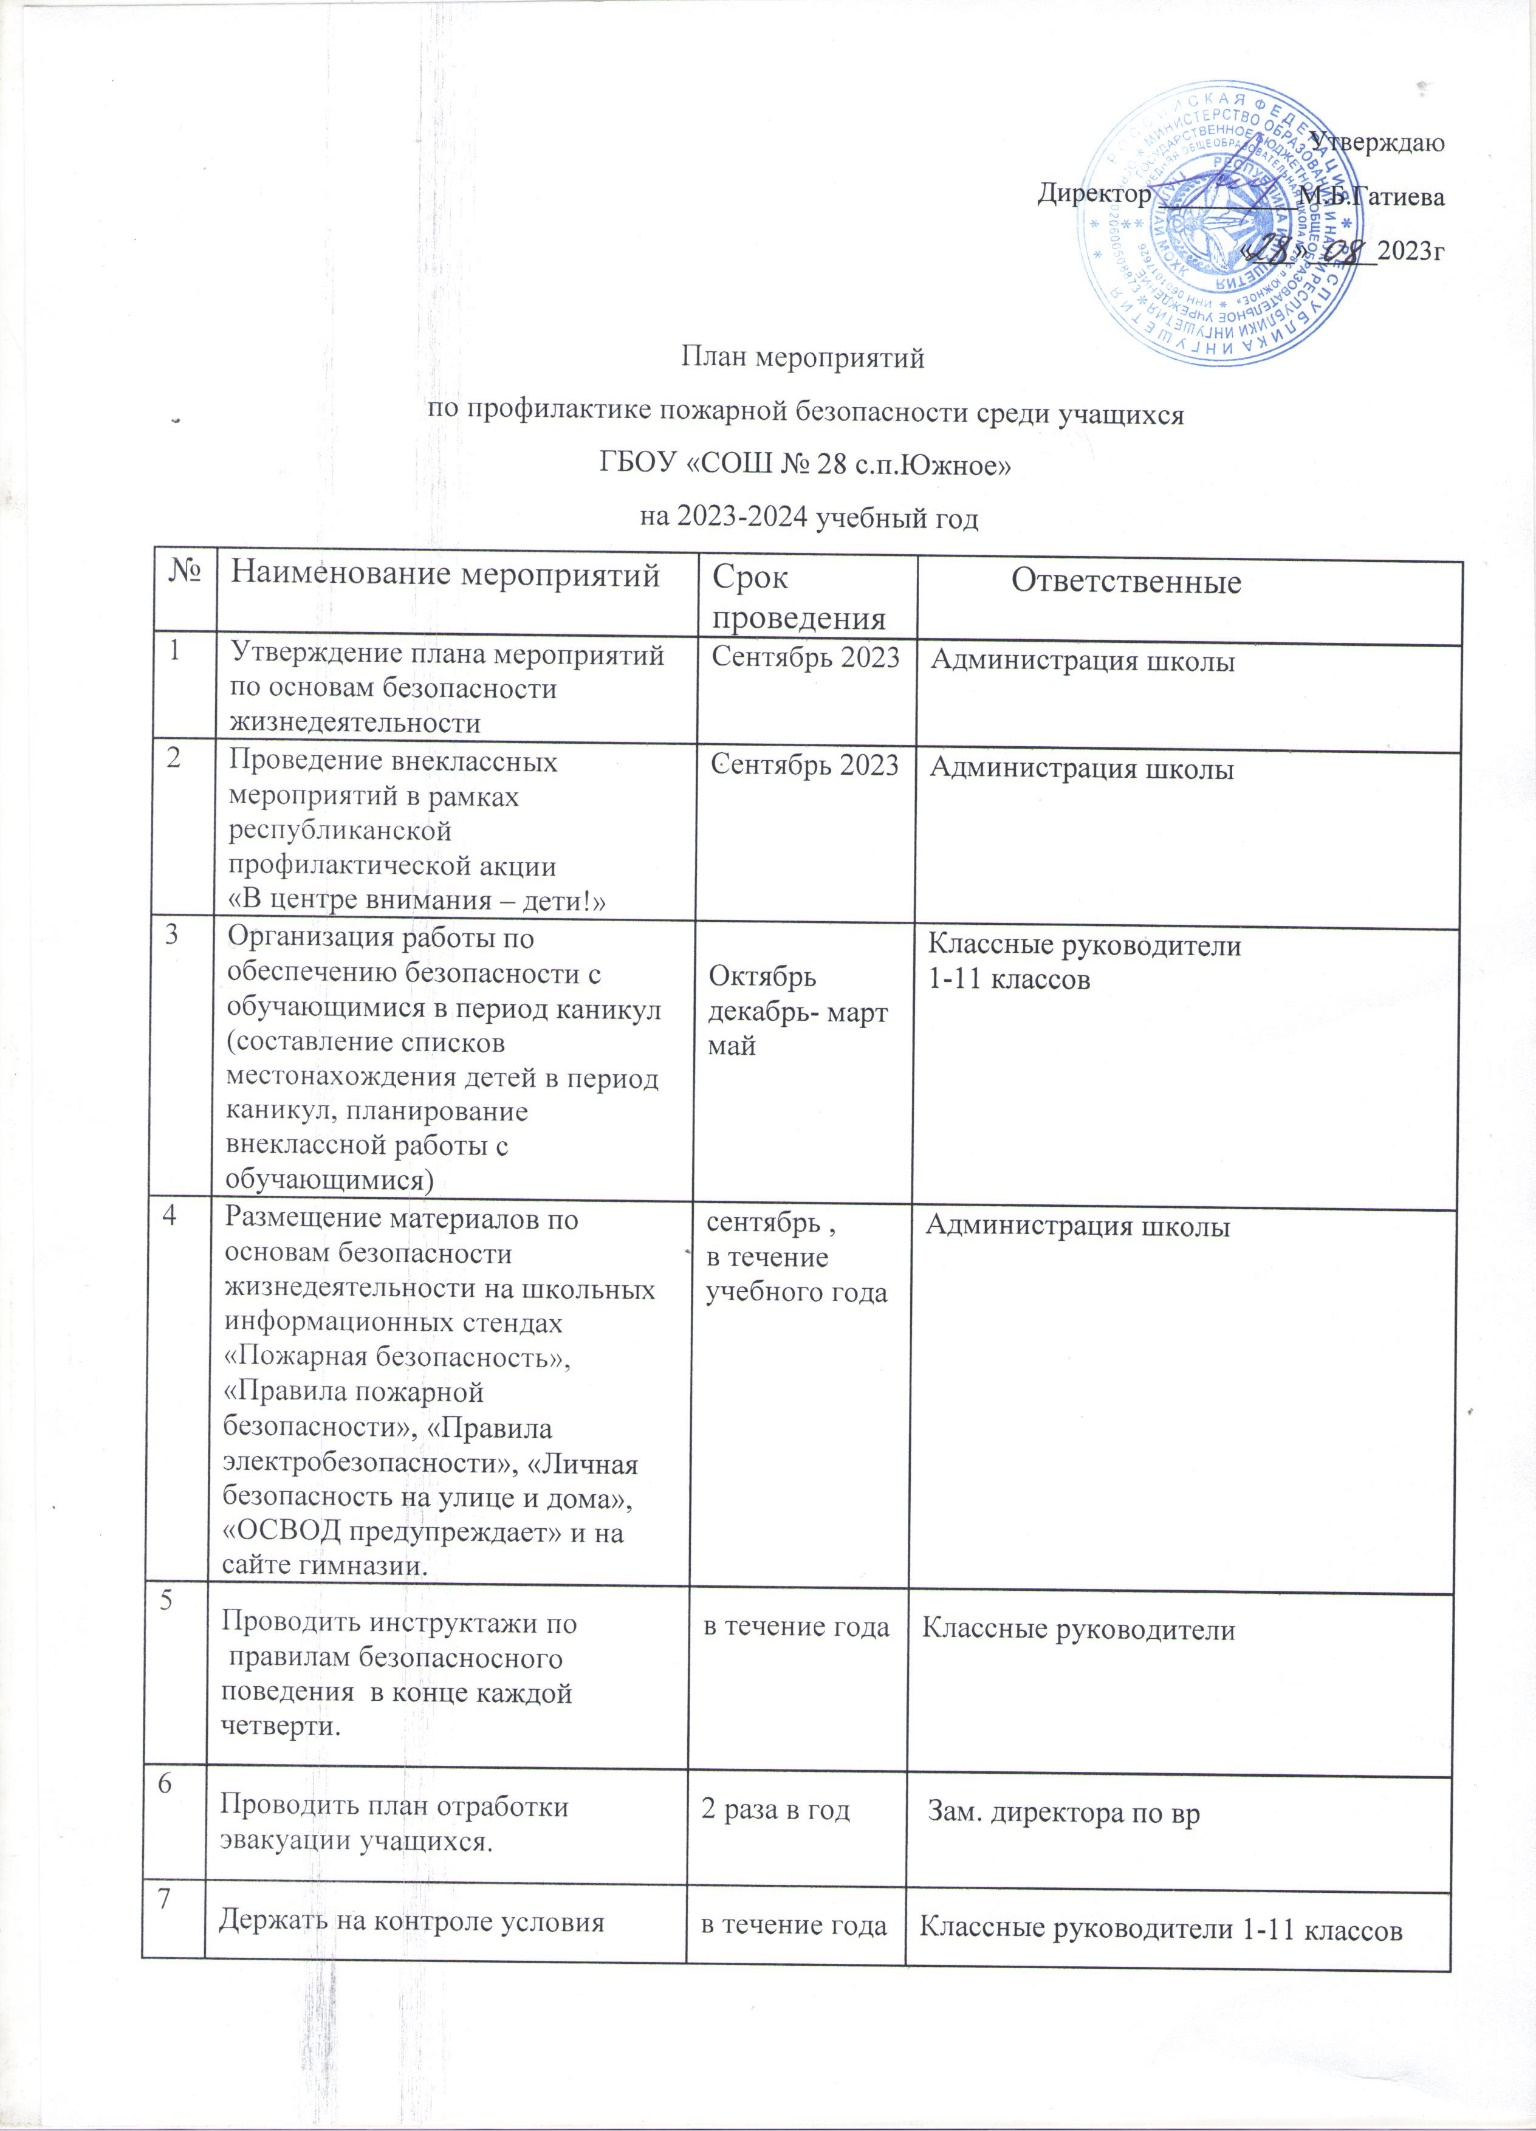 Утверждаю
Директор __________М.Б.Гатиева
«28»_08_2023г
РОССИЙСКАЯ ФЕДЕРАЦИЯ * РЕСПУБЛИКА ИНГУШЕТИЯ
План мероприятий
по профилактике пожарной безопасности среди учащихся
ГБОУ «СОШ № 28 с.п.Южное»
на 2023-2024 учебный год
№ Наименование мероприятий Срок Ответственные
проведения
1 Утверждение плана мероприятий Сентябрь 2023 Администрация школы
по основам безопасности
жизнедеятельности
2 Проведение внеклассных Сентябрь 2023 Администрация школы
мероприятий в рамках
республиканской
профилактической акции
«В центре внимания – дети!»
3 Организация работы по Классные руководители
обеспечению безопасности с Октябрь 1-11 классов
обучающимися в период каникул декабрь- март
(составление списков май
местонахождения детей в период
каникул, планирование
внеклассной работы с
обучающимися)
4 Размещение материалов по сентябрь , Администрация школы
основам безопасности в течение
жизнедеятельности на школьных учебного года
информационных стендах
«Пожарная безопасность»,
«Правила пожарной
безопасности», «Правила
электробезопасности», «Личная
безопасность на улице и дома»,
«ОСВОД предупреждает» и на
сайте гимназии.
5
Проводить инструктажи по в течение года Классные руководители
правилам безопасносного
поведения в конце каждой
четверти.
6
Проводить план отработки 2 раза в год Зам. директора по вр
эвакуации учащихся.
7
Держать на контроле условия в течение года Классные руководители 1-11 классов